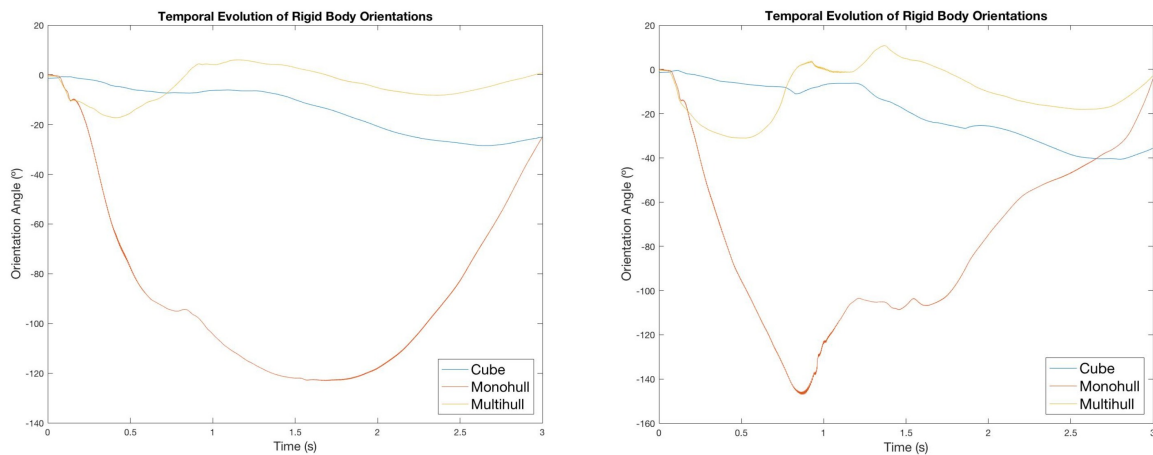 Temporal Evolution of Rigid Body Orientations
20
0
-20
-40
-60
-80
-100
-120
-140
Orientation Angle (º)
0
0.5
1
1.5
2
2.5
3
Time (s)
Cube
Monohull
Multihull
Temporal Evolution of Rigid Body Orientations
20
0
-20
-40
-60
-80
-100
-120
-140
-160
Orientation Angle (º)
0
0.5
1
1.5
2
2.5
3
Time (s)
Cube
Monohull
Multihull